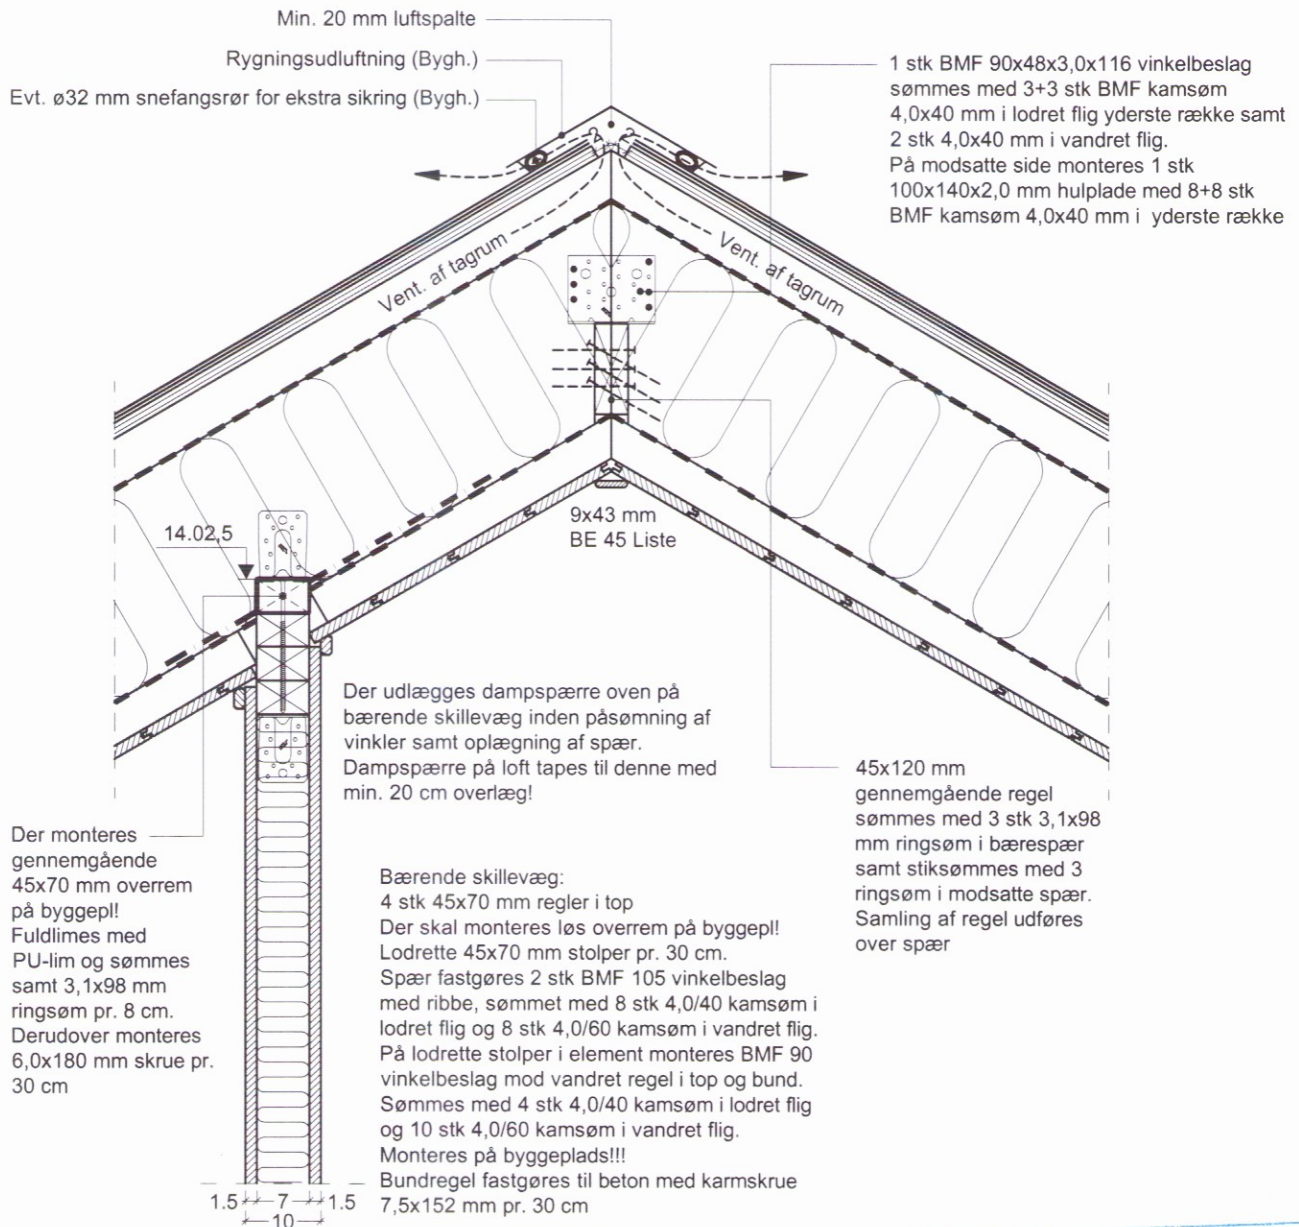 Min. 20 mm luftspalte
Rygningsudluftning (Bygh.)
Evt. ø32 mm snefangsrør for ekstra sikring (Bygh.)
1 stk BMF 90x48x3,0x116 vinkelbeslag
sømmes med 3+3 stk BMF kamsøm
4,0x40 mm i lodret flig yderste række samt
2 stk 4,0x40 mm i vandret flig.
På modsatte side monteres 1 stk
100x140x2,0 mm hulplade med 8+8 stk
BMF kamsøm 4,0x40 mm i yderste række
Vent. af tagrum
Vent. af tagrum
14.02,5
9x43 mm
BE 45 Liste
Der udlægges dampspærre oven på
bærende skillevæg inden påsømning af
vinkler samt oplægning af spær.
Dampspærre på loft tapes til denne med
min. 20 cm overlæg!
45x120 mm
gennemgående regel
sømmes med 3 stk 3,1x98
mm ringsøm i bærespær
samt stiksømmes med 3
ringsøm i modsatte spær.
Samling af regel udføres
over spær
Der monteres
gennemgående
45x70 mm overrem
på byggepl!
Fuldlimes med
PU-lim og sømmes
samt 3,1x98 mm
ringsøm pr. 8 cm.
Derudover monteres
6,0x180 mm skrue pr.
30 cm
Bærende skillevæg:
4 stk 45x70 mm regler i top
Der skal monteres løs overrem på byggepl!
Lodrette 45x70 mm stolper pr. 30 cm.
Spær fastgøres 2 stk BMF 105 vinkelbeslag
med ribbe, sømmet med 8 stk 4,0/40 kamsøm i
lodret flig og 8 stk 4,0/60 kamsøm i vandret flig.
På lodrette stolper i element monteres BMF 90
vinkelbeslag mod vandret regel i top og bund.
Sømmes med 4 stk 4,0/40 kamsøm i lodret flig
og 10 stk 4,0/60 kamsøm i vandret flig.
Monteres på byggeplads!!!
Bundregel fastgøres til beton med karmskrue
7,5x152 mm pr. 30 cm
1.5 7 1.5
10